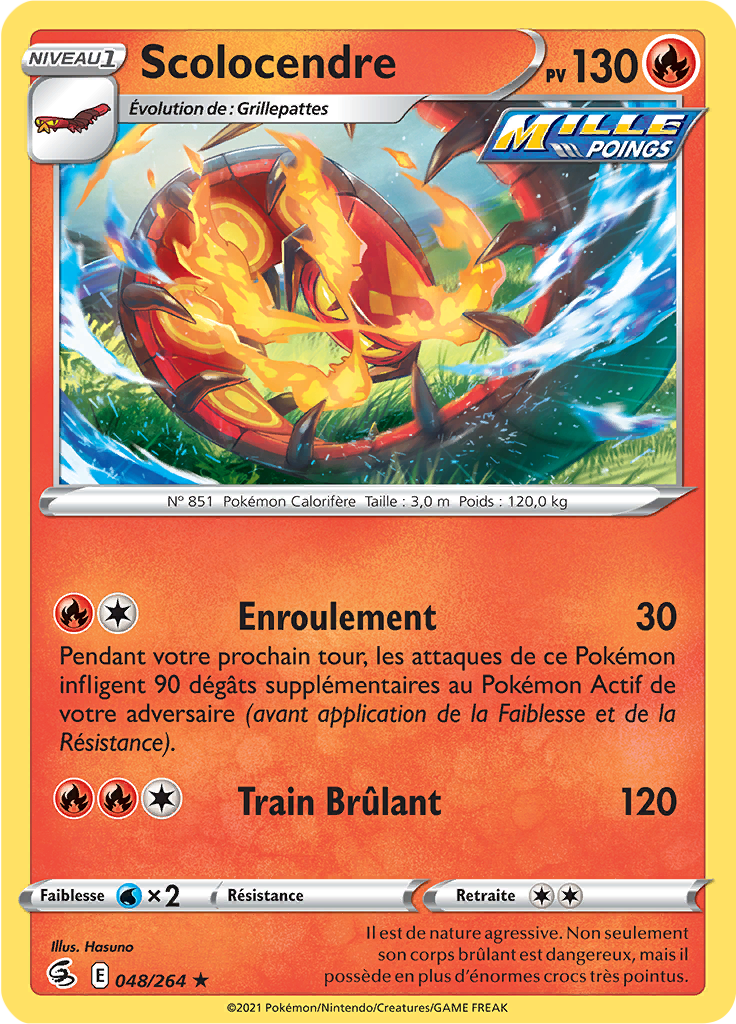 NIVEAU 1
Scolocendre
PV 130
Évolution de : Grillepattes
MILLE
POINGS
N° 851 Pokémon Calorifère Taille : 3,0 m Poids : 120,0 kg
Enroulement 30
Pendant votre prochain tour, les attaques de ce Pokémon
infligent 90 dégâts supplémentaires au Pokémon Actif de
votre adversaire (avant application de la Faiblesse et de la
Résistance).
Train Brûlant 120
Faiblesse ×2 Résistance Retraite
Illus. Hasuno
Il est de nature agressive. Non seulement
son corps brûlant est dangereux, mais il
possède en plus d'énormes crocs très pointus.
E 048/264 ★
©2021 Pokémon/Nintendo/Creatures/GAME FREAK